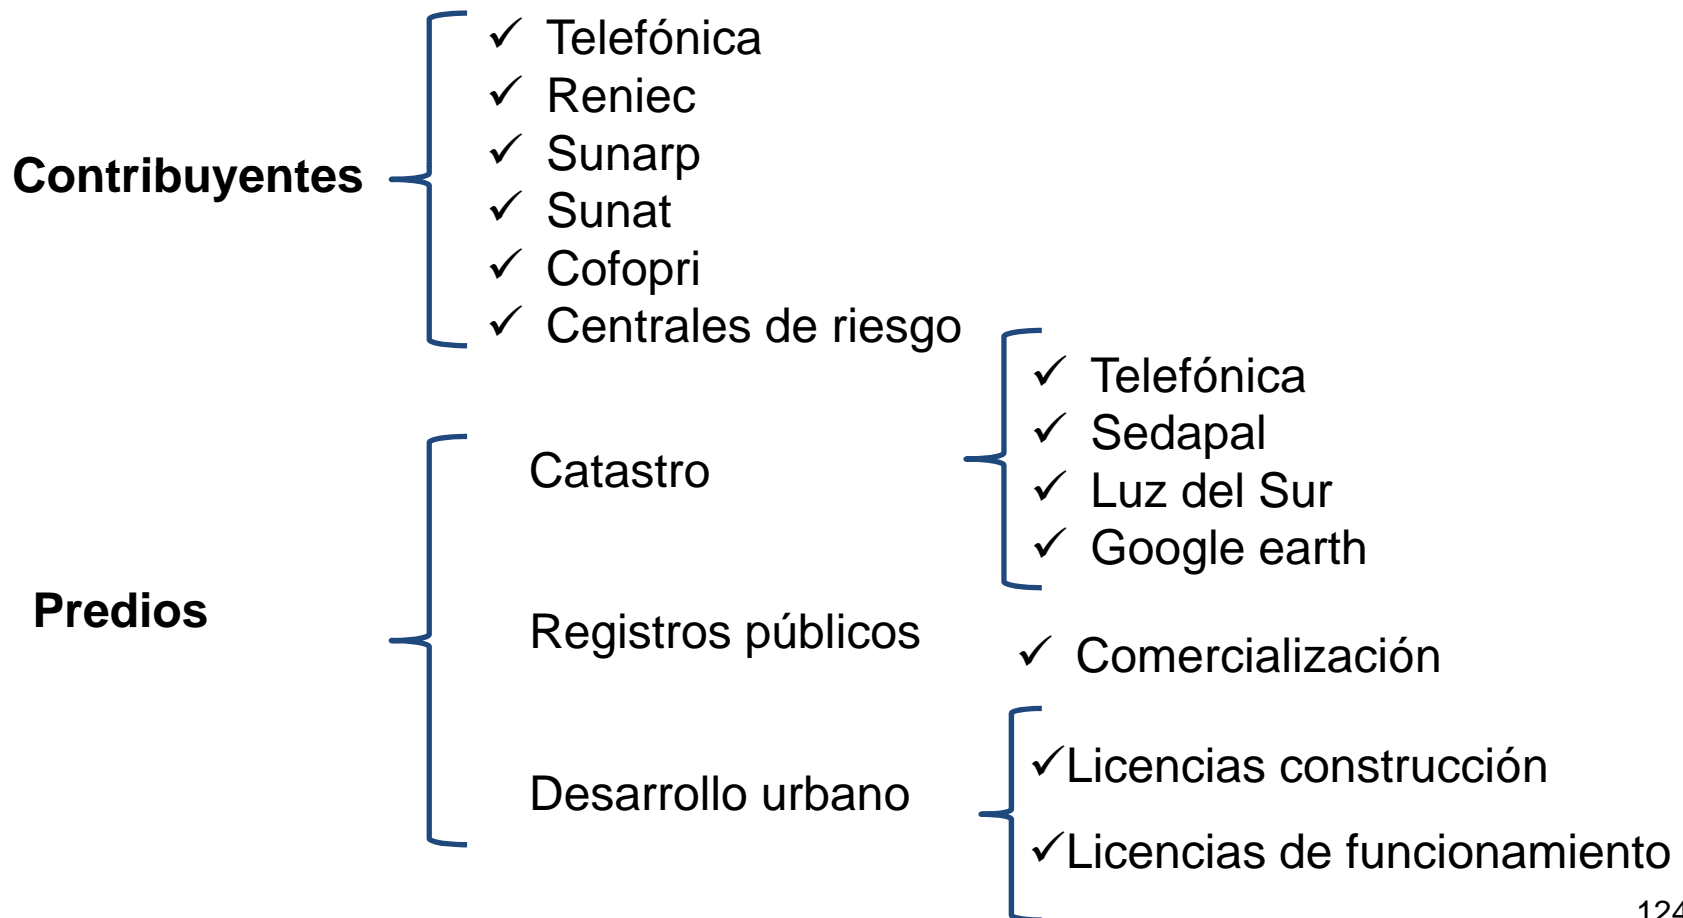 Contribuyentes
✓ Telefónica
✓ Reniec
✓ Sunarp
✓ Sunat
✓ Cofopri
✓ Centrales de riesgo
Predios
Catastro
✓ Telefónica
✓ Sedapal
✓ Luz del Sur
✓ Google earth
Registros públicos
✓ Comercialización
Desarrollo urbano
✓Licencias construcción
✓Licencias de funcionamiento
124